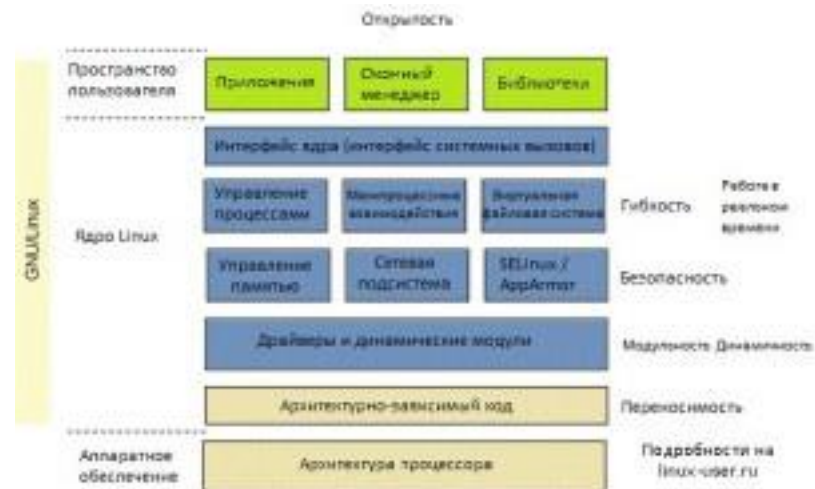 Открытость
Пространство
пользователя
Приложения
Оконный
менеджер
Библиотеки
Интерфейс ядра (интерфейс системных вызовов)
GNU/Linux
Ядро Linux
Управление
процессами
Межпроцессные
взаимодействия
Виртуальная
файловая система
Гибкость
Работа в
реальном
времени
Управление
памятью
Сетевая
подсистема
SELinux /
AppArmor
Безопасность
Драйверы и динамические модули
Модульность Динамичность
Архитектурно-зависимый код
Переносимость
Аппаратное
обеспечение
Архитектура процессора
Подробности на
linux-user.ru